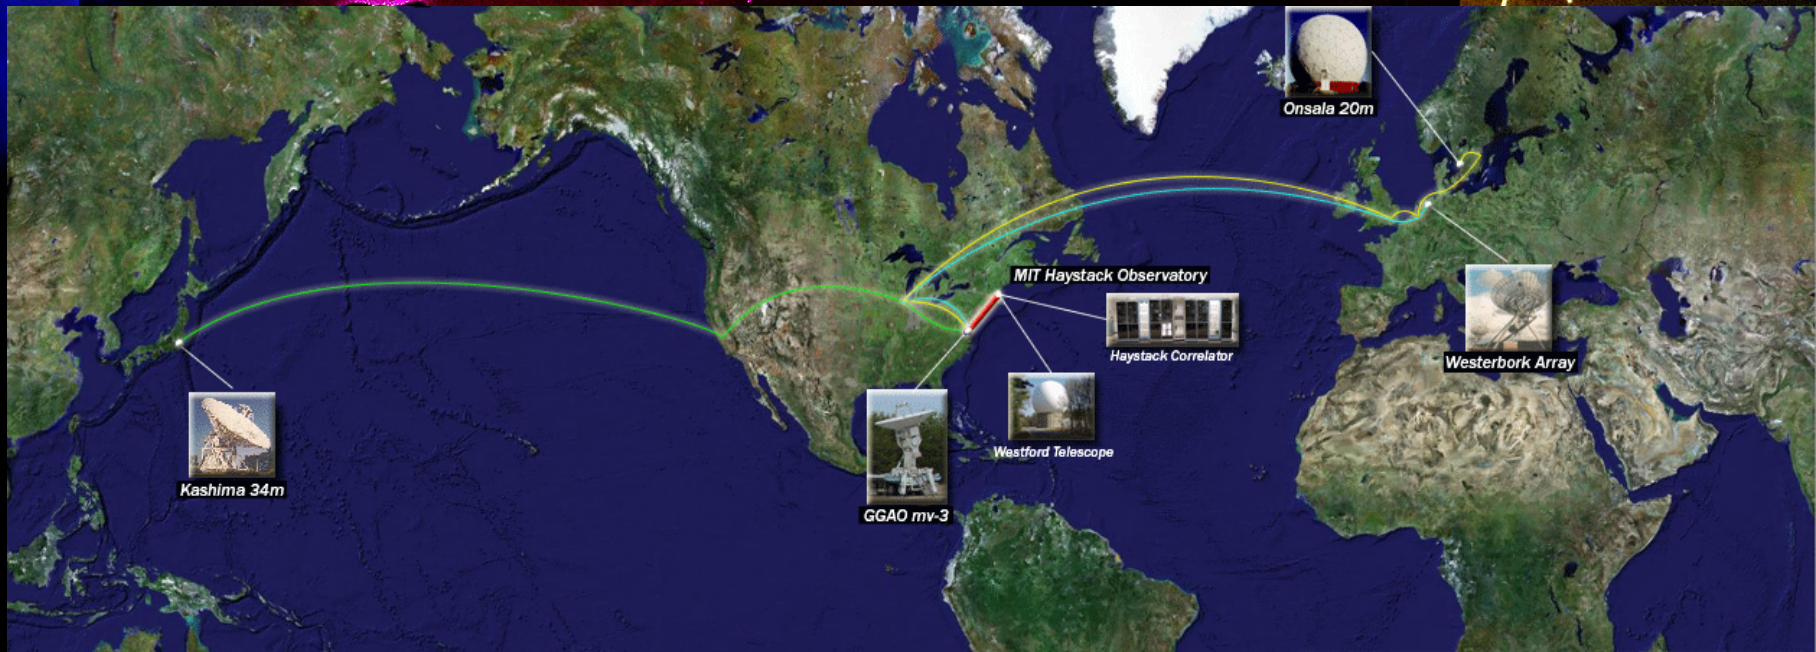 Onsala 20m
MIT Haystack Observatory
Haystack Correlator
Westerbork Array
Westford Telescope
Kashima 34m
GGAO mv-3